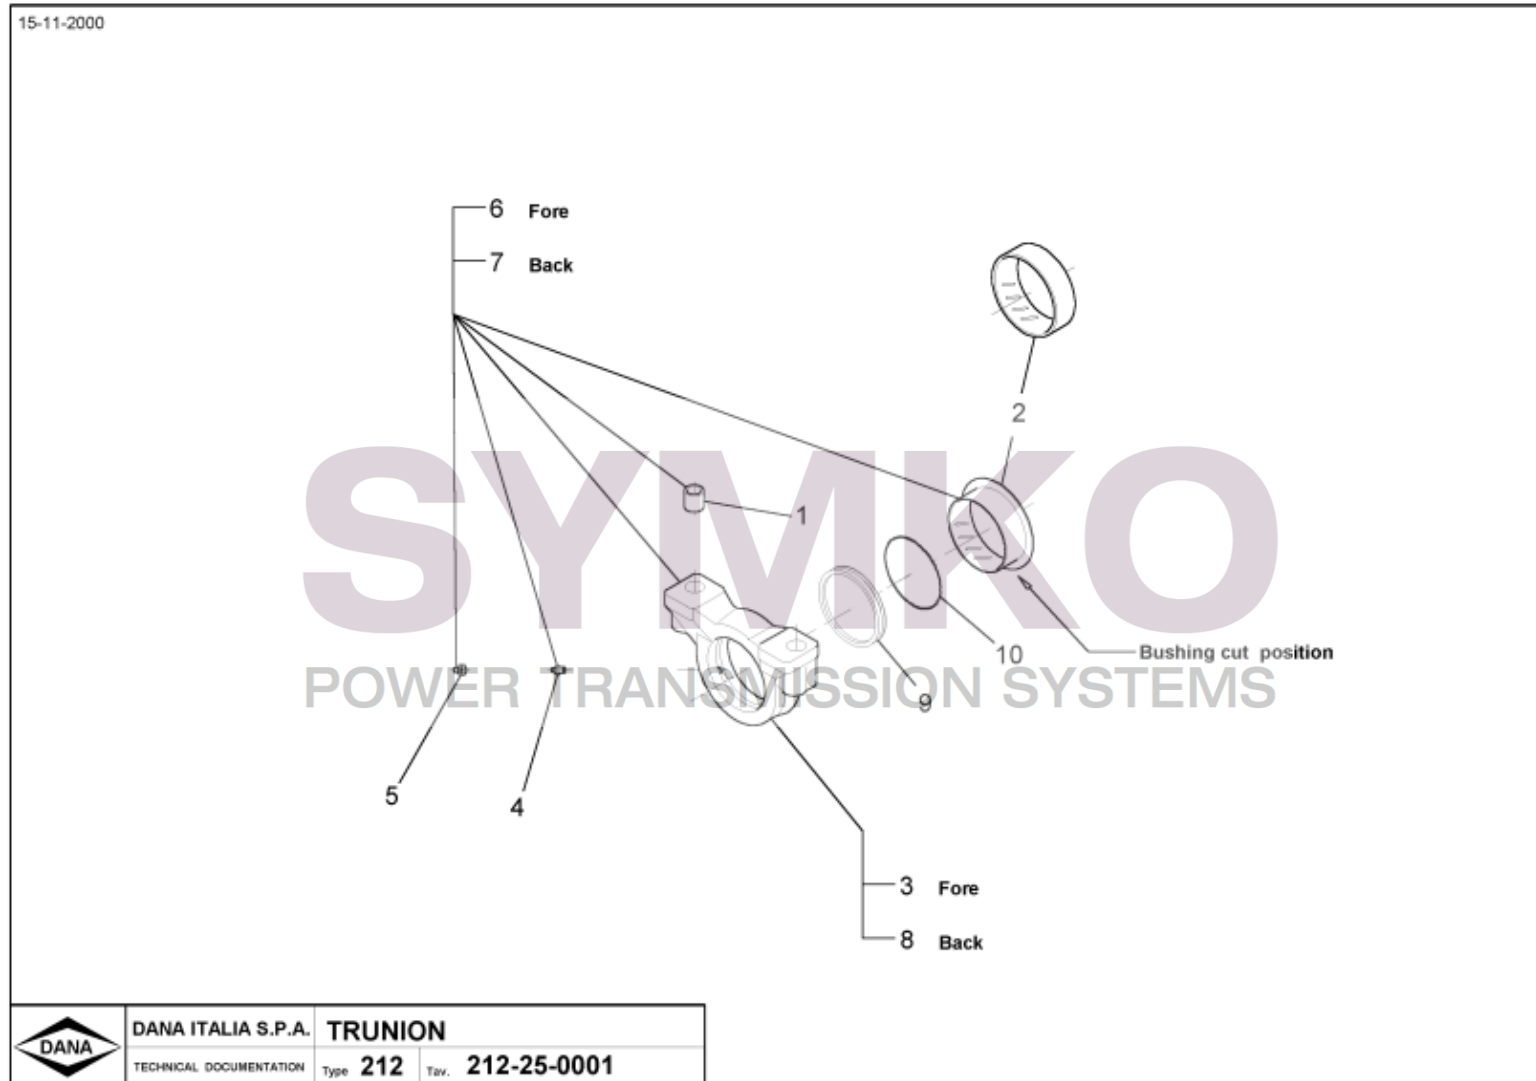 15-11-2000
6 Fore
7 Back
2
SYMKO
1
10
Bushing cut position
POWER TRANSMISSION SYSTEMS
9
5
4
3 Fore
8 Back
DANA
DANA ITALIA S.P.A.
TRUNION
TECHNICAL DOCUMENTATION
Type 212
Tav. 212-25-0001